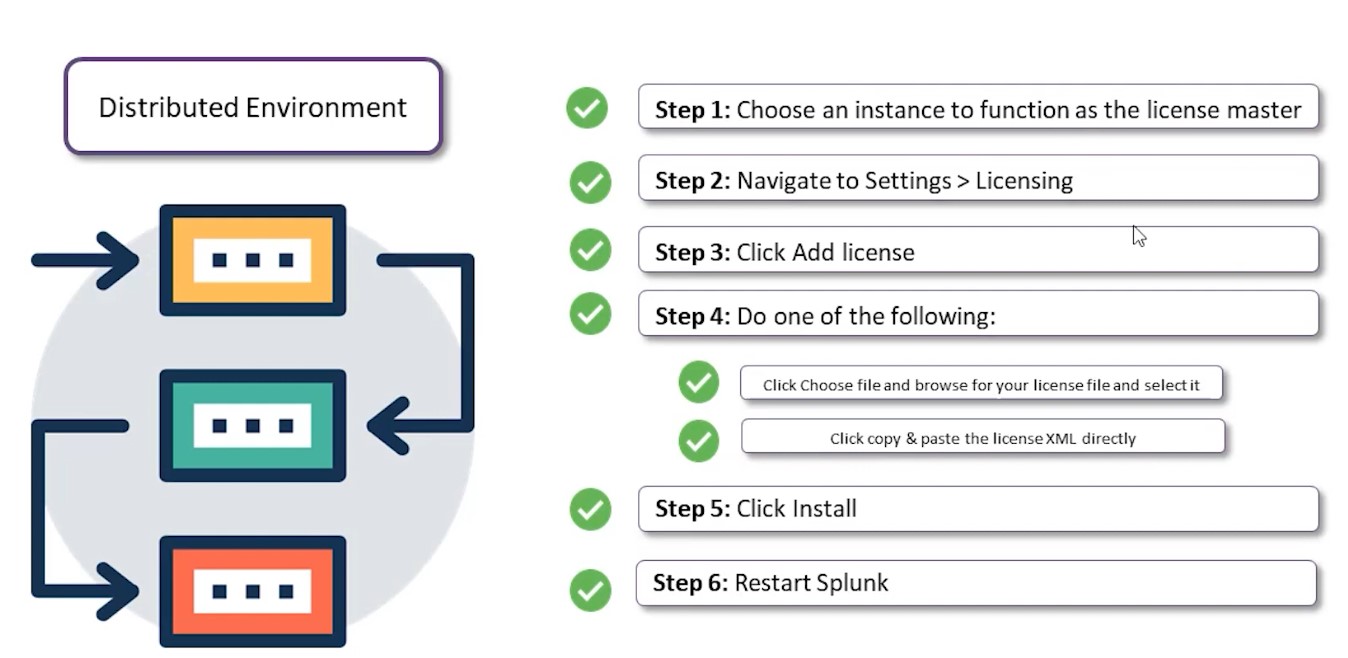 Distributed Environment
Step 1: Choose an instance to function as the license master
Step 2: Navigate to Settings > Licensing
Step 3: Click Add license
Step 4: Do one of the following:
Click Choose file and browse for your license file and select it
Click copy & paste the license XML directly
Step 5: Click Install
Step 6: Restart Splunk